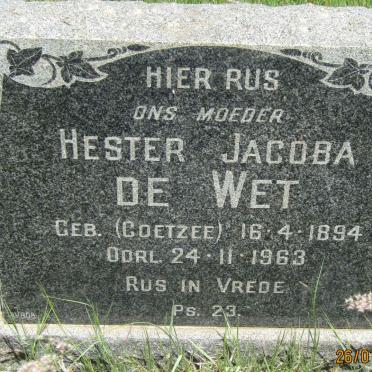 HIER RUS
ONS MOEDER
HESTER JACOBA
DE WET
GEB. (COETZEE) 16·4·1894
OORL. 24·11·1963
RUS IN VREDE
PS. 23.